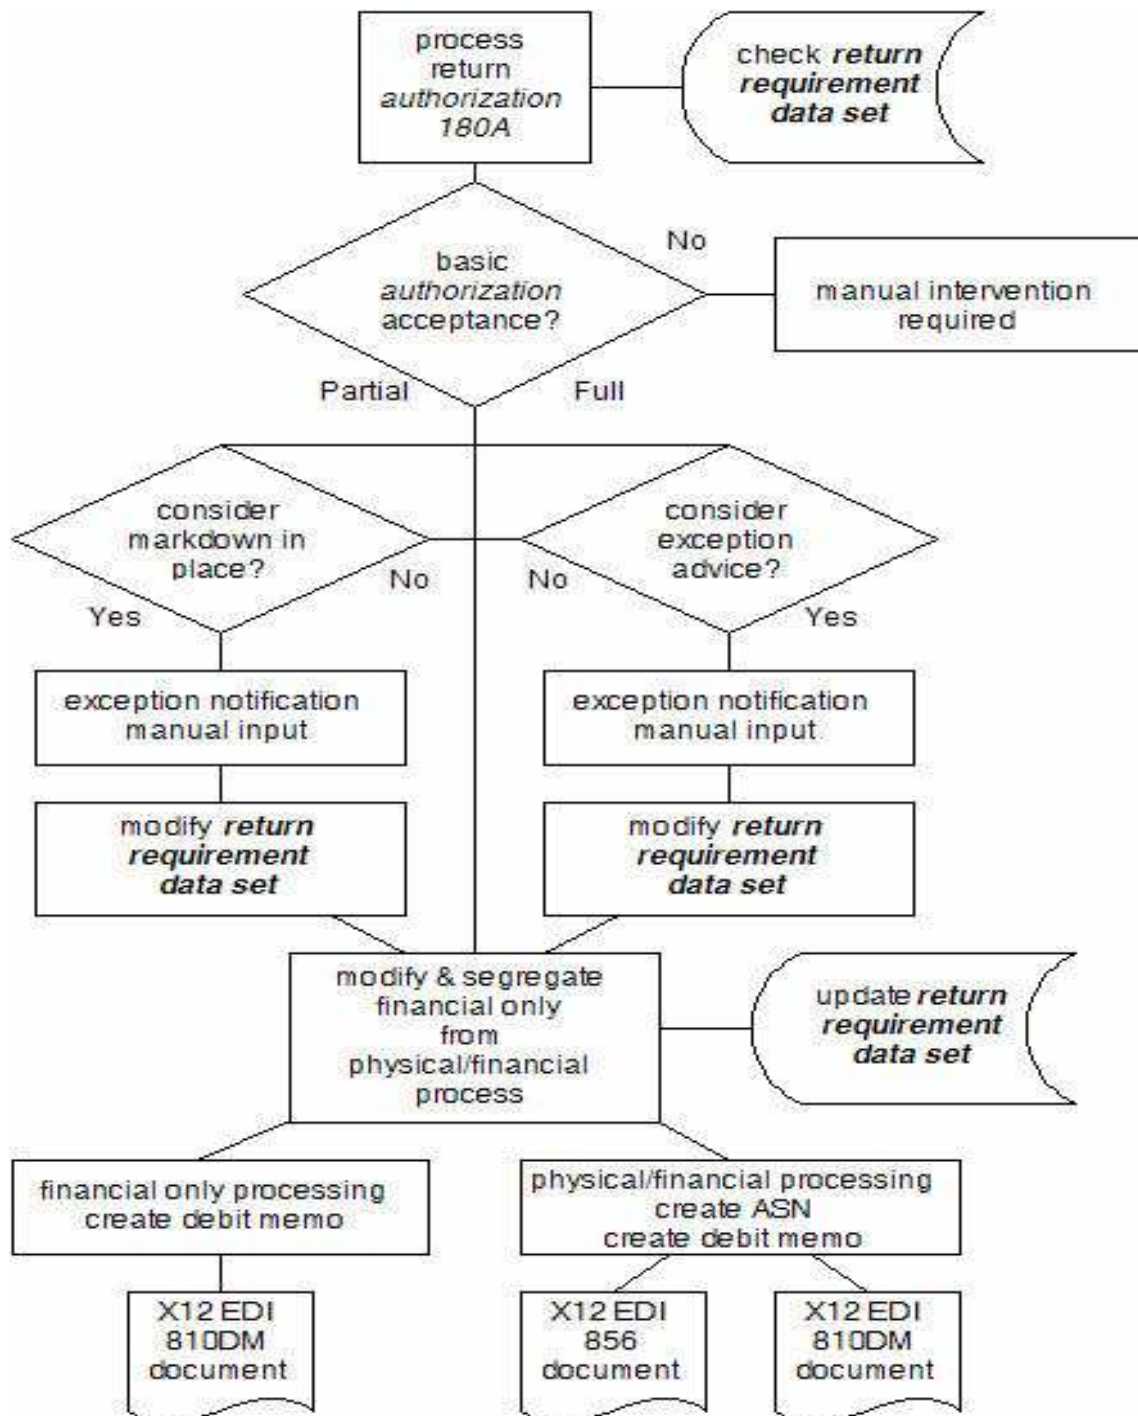 process
return
authorization
180A
check return
requirement
data set
No
basic
authorization
acceptance?
manual intervention
required
Partial
Full
consider
markdown in
place?
consider
exception
advice?
No
No
Yes
Yes
exception notification
manual input
exception notification
manual input
modify return
requirement
data set
modify return
requirement
data set
modify & segregate
financial only
from
physical/financial
process
update return
requirement
data set
financial only processing
create debit memo
physical/financial processing
create ASN
create debit memo
X12 EDI
810DM
document
X12 EDI
856
document
X12 EDI
810DM
document